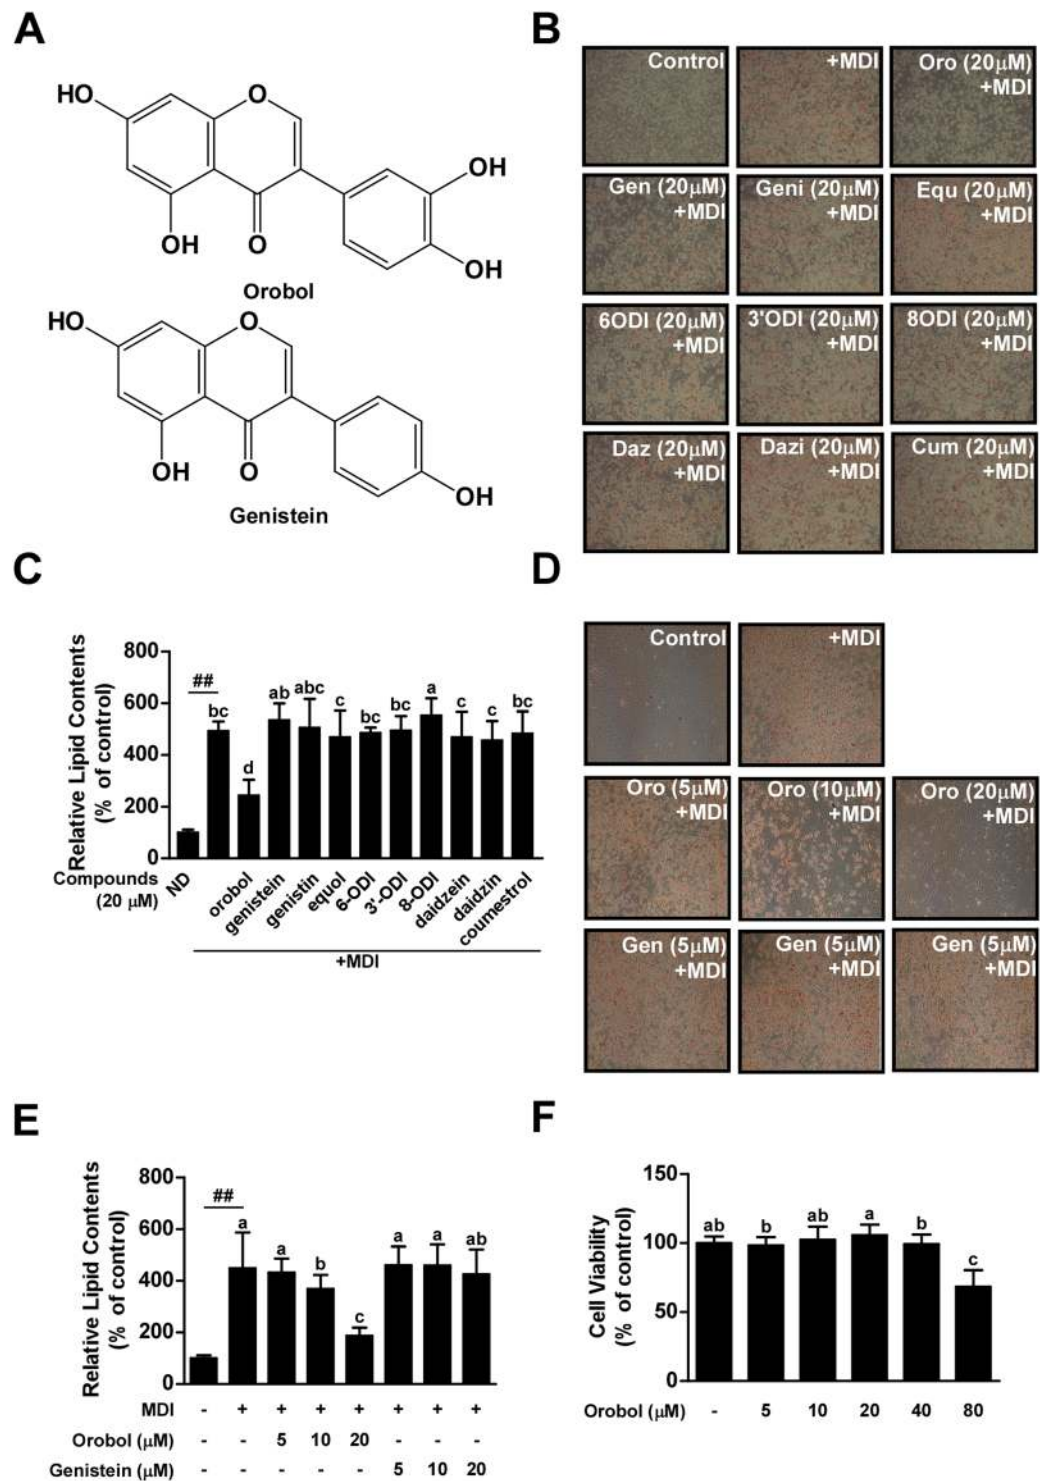 A
HO
O
OH
OH
O
OH
Orobol
HO
O
OH
O
OH
Genistein
B
Control
+MDI
Oro (20μM)
+MDI
Gen (20μM)
+MDI
Geni (20μM)
+MDI
Equ (20μM)
+MDI
6ODI (20μM)
+MDI
3'ODI (20μM)
+MDI
8ODI (20μM)
+MDI
Daz (20μM)
+MDI
Dazi (20μM)
+MDI
Cum (20μM)
+MDI
C
Relative Lipid Contents
(% of control)
800
600
400
200
0
##
bc
d
ab
abc
c
bc
bc
a
c
c
bc
Compounds
(20 μM)
ND
orobol
genistein
genistin
equol
6-ODI
3'-ODI
8-ODI
daidzein
daidzin
coumestrol
+MDI
D
Control
+MDI
Oro (5μM)
+MDI
Oro (10μM)
+MDI
Oro (20μM)
+MDI
Gen (5μM)
+MDI
Gen (5μM)
+MDI
Gen (5μM)
+MDI
E
Relative Lipid Contents
(% of control)
800
600
400
200
0
##
a
a
b
c
a
a
ab
MDI - + + + + + + +
Orobol (μM) - - 5 10 20 - - -
Genistein (μM) - - - - - 5 10 20
F
Cell Viability
(% of control)
150
100
50
0
ab
b
ab
a
b
c
Orobol (μM) - 5 10 20 40 80